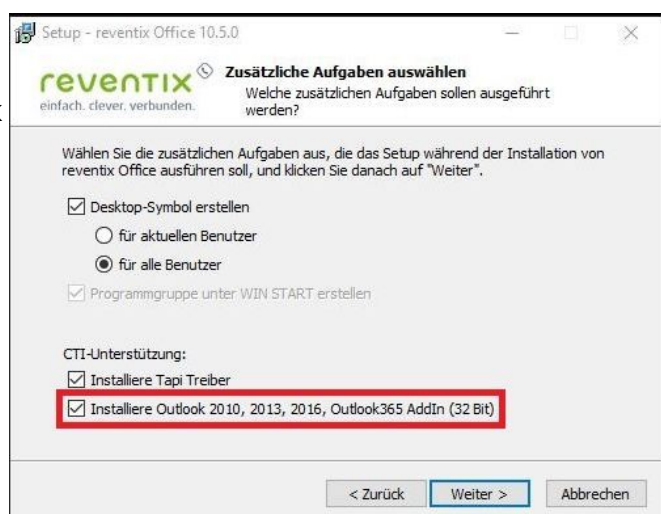 Setup - reventix Office 10.5.0
reventix
einfach. clever. verbunden.
Zusätzliche Aufgaben auswählen
Welche zusätzlichen Aufgaben sollen ausgeführt
werden?
Wählen Sie die zusätzlichen Aufgaben aus, die das Setup während der Installation von
reventix Office ausführen soll, und klicken Sie danach auf "Weiter".
Desktop-Symbol erstellen
für aktuellen Benutzer
für alle Benutzer
Programmgruppe unter WIN START erstellen
CTI-Unterstützung:
Installiere Tapi Treiber
Installiere Outlook 2010, 2013, 2016, Outlook365 AddIn (32 Bit)
< Zurück Weiter > Abbrechen